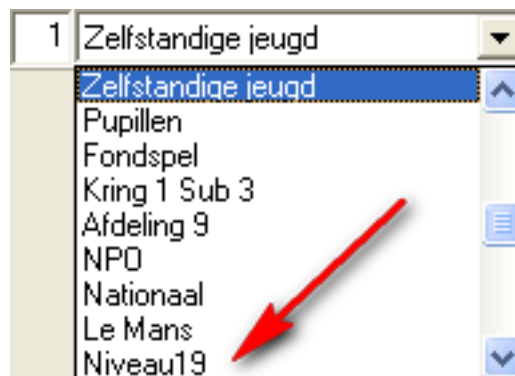 1 Zelfstandige jeugd
Zelfstandige jeugd
Pupillen
Fondspel
Kring 1 Sub 3
Afdeling 9
NPO
Nationaal
Le Mans
Niveau19